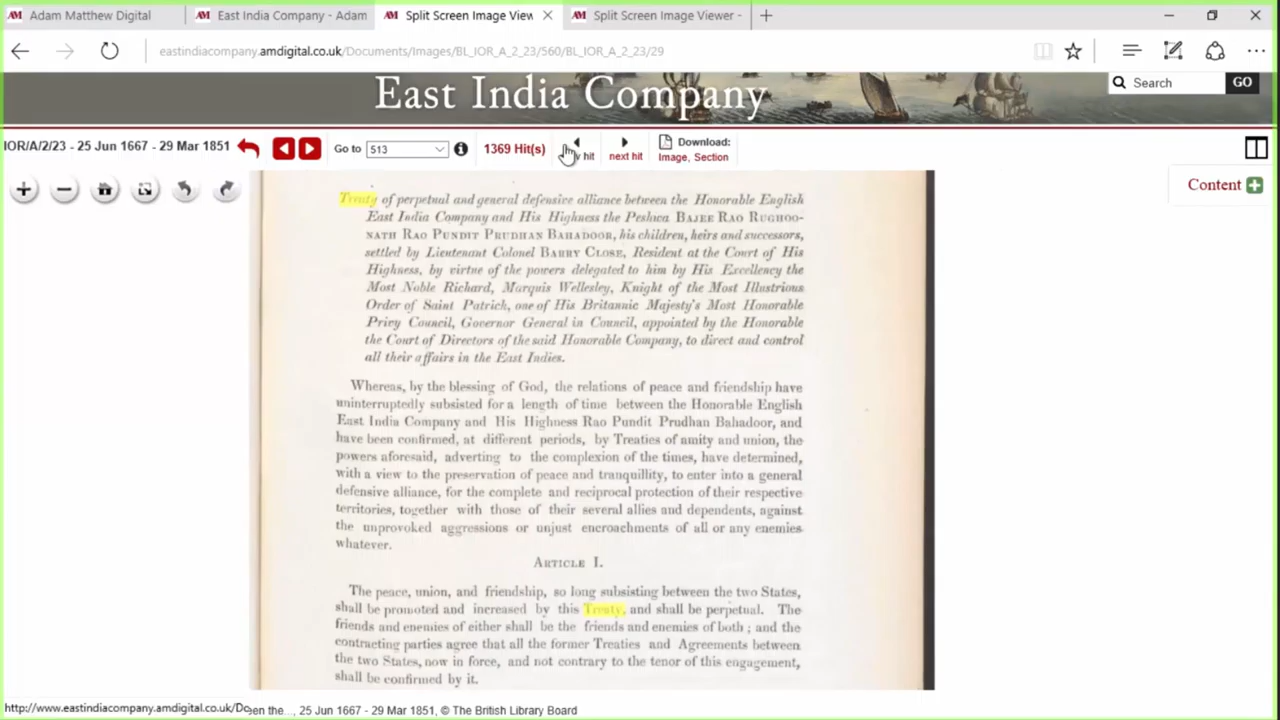 Adam Matthew Digital
East India Company - Adam
Split Screen Image View
Split Screen Image Viewer -
eastindiacompany.amdigital.co.uk/Documents/Images/BL_IOR_A_2_23/560/BL_IOR_A_2_23/29
East India Company
Search
GO
IOR/A/2/23 - 25 Jun 1667 - 29 Mar 1851
Go to
513
1369 Hit(s)
hit
next hit
Download:
Image, Section
Content
Treaty of perpetual and general defensive alliance between the Honorable English
East India Company and His Highness the Peshwa BAJEE RAO RUGHOO-
NATH RAO PUNDIT PRUDHAN BAHADOOR, his children, heirs and successors,
settled by Lieutenant Colonel BARRY CLOSE, Resident at the Court of His
Highness, by virtue of the powers delegated to him by His Excellency the
Most Noble Richard, Marquis Wellesley, Knight of the Most Illustrious
Order of Saint Patrick, one of His Britannic Majesty's Most Honorable
Privy Council, Governor General in Council, appointed by the Honorable
the Court of Directors of the said Honorable Company, to direct and control
all their affairs in the East Indies.
Whereas, by the blessing of God, the relations of peace and friendship have
uninterruptedly subsisted for a length of time between the Honorable English
East India Company and His Highness Rao Pundit Prudhan Bahadoor, and
have been confirmed, at different periods, by Treaties of amity and union, the
powers aforesaid, adverting to the complexion of the times, have determined,
with a view to the preservation of peace and tranquillity, to enter into a general
defensive alliance, for the complete and reciprocal protection of their respective
territories, together with those of their several allies and dependents, against
the unprovoked aggressions or unjust encroachments of all or any enemies
whatever.
ARTICLE I.
The peace, union, and friendship, so long subsisting between the two States,
shall be promoted and increased by this Treaty, and shall be perpetual. The
friends and enemies of either shall be the friends and enemies of both ; and the
contracting parties agree that all the former Treaties and Agreements between
the two States, now in force, and not contrary to the tenor of this engagement,
shall be confirmed by it.
http://www.eastindiacompany.amdigital.co.uk/Do
en the..., 25 Jun 1667 - 29 Mar 1851, © The British Library Board